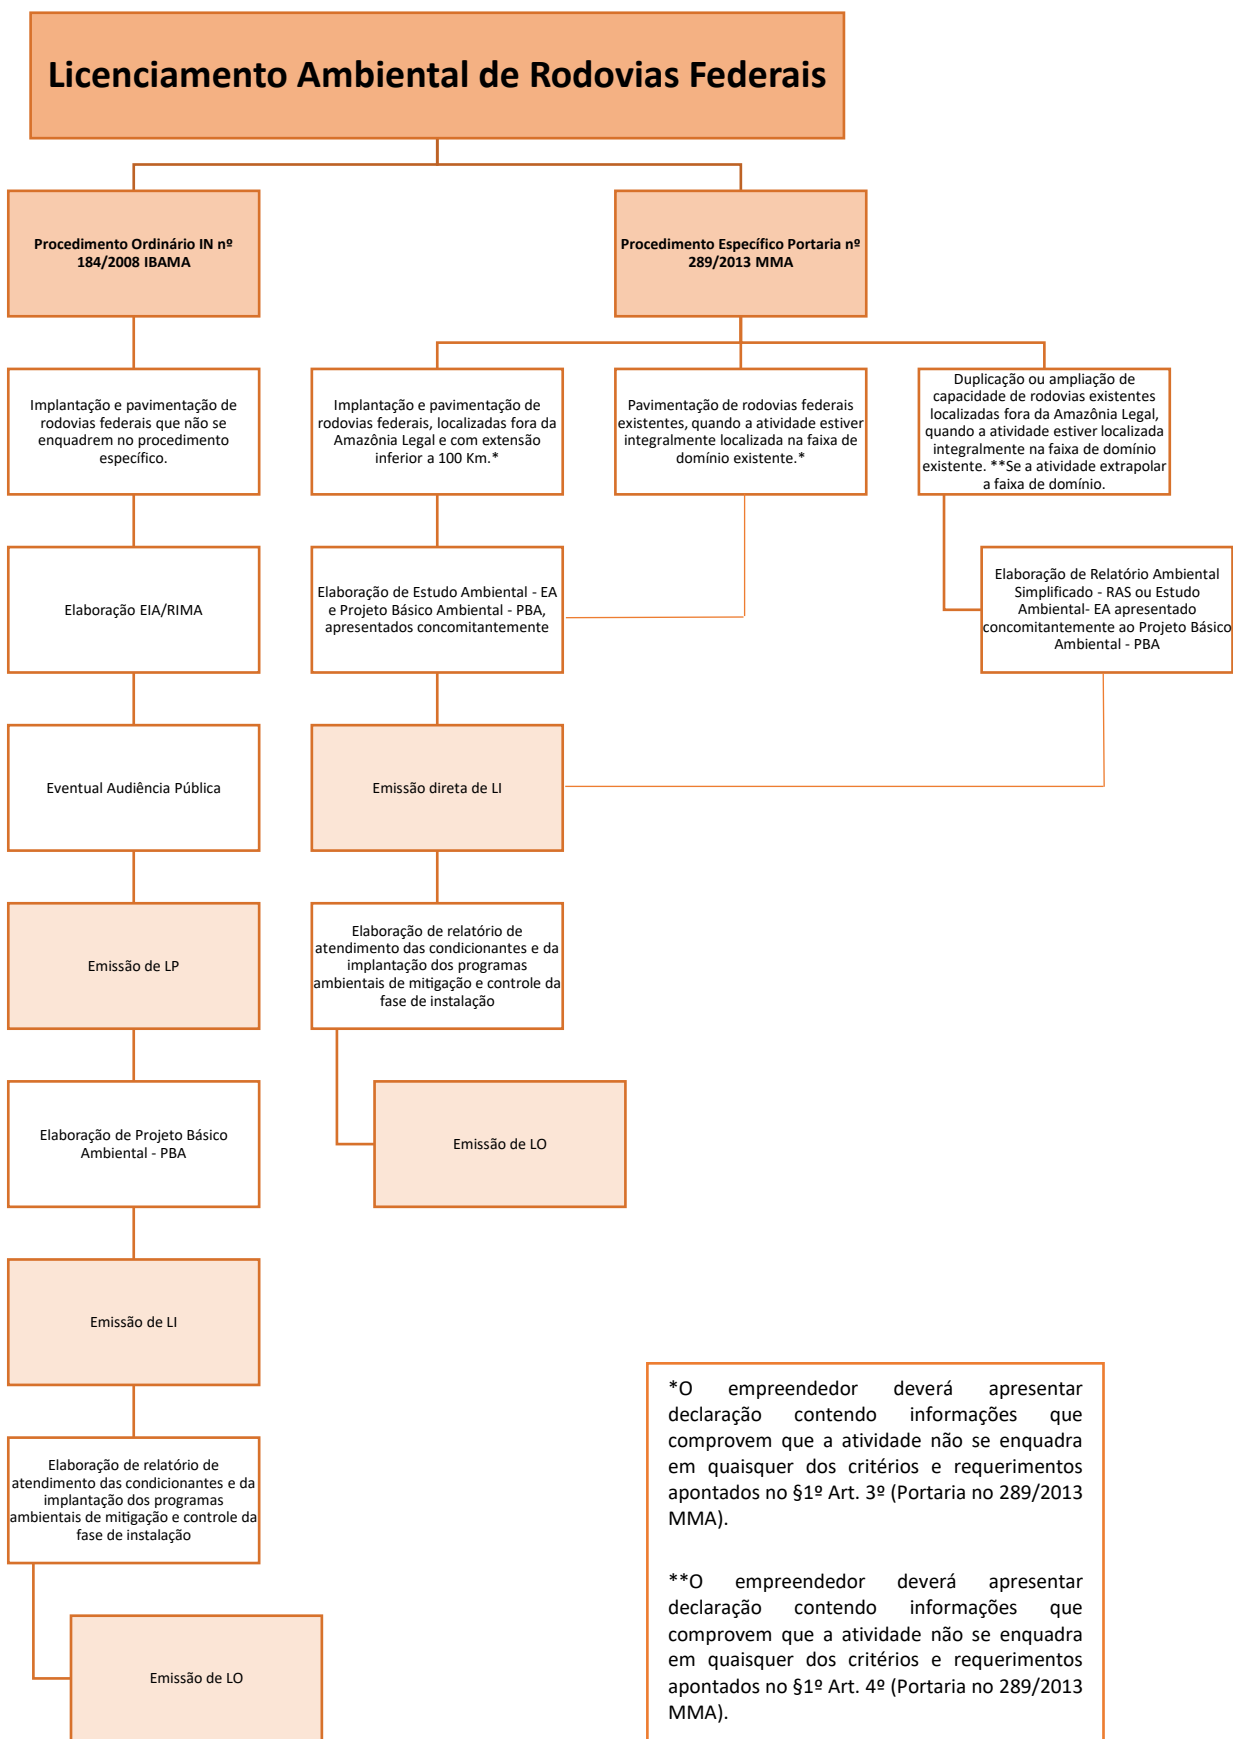 Licenciamento Ambiental de Rodovias Federais
Procedimento Ordinário IN nº
184/2008 IBAMA
Implantação e pavimentação de
rodovias federais que não se
enquadrem no procedimento
específico.
Elaboração EIA/RIMA
Eventual Audiência Pública
Emissão de LP
Elaboração de Projeto Básico
Ambiental - PBA
Emissão de LI
Elaboração de relatório de
atendimento das condicionantes e da
implantação dos programas
ambientais de mitigação e controle da
fase de instalação
Emissão de LO
Procedimento Específico Portaria nº
289/2013 MMA
Implantação e pavimentação de
rodovias federais, localizadas fora da
Amazônia Legal e com extensão
inferior a 100 Km.*
Elaboração de Estudo Ambiental - EA
e Projeto Básico Ambiental - PBA,
apresentados concomitantemente
Emissão direta de LI
Elaboração de relatório de
atendimento das condicionantes e da
implantação dos programas
ambientais de mitigação e controle da
fase de instalação
Emissão de LO
Pavimentação de rodovias federais
existentes, quando a atividade estiver
integralmente localizada na faixa de
domínio existente.*
Duplicação ou ampliação de
capacidade de rodovias existentes
localizadas fora da Amazônia Legal,
quando a atividade estiver localizada
integralmente na faixa de domínio
existente. **Se a atividade extrapolar
a faixa de domínio.
Elaboração de Relatório Ambiental
Simplificado - RAS ou Estudo
Ambiental- EA apresentado
concomitantemente ao Projeto Básico
Ambiental - PBA
*O empreendedor deverá apresentar
declaração contendo informações que
comprovem que a atividade não se enquadra
em quaisquer dos critérios e requerimentos
apontados no §1º Art. 3º (Portaria no 289/2013
MMA).
**O empreendedor deverá apresentar
declaração contendo informações que
comprovem que a atividade não se enquadra
em quaisquer dos critérios e requerimentos
apontados no §1º Art. 4º (Portaria no 289/2013
MMA).